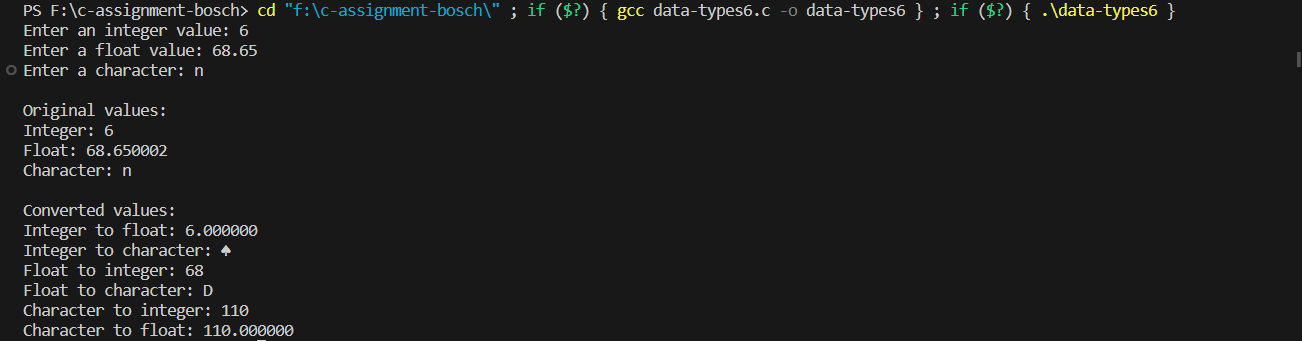 PS F:\c-assignment-bosch> cd "f:\c-assignment-bosch\" ; if ($?) { gcc data-types6.c -o data-types6 } ; if ($?) { .\data-types6 }
Enter an integer value: 6
Enter a float value: 68.65
Enter a character: n
Original values:
Integer: 6
Float: 68.650002
Character: n
Converted values:
Integer to float: 6.000000
Integer to character: ♠
Float to integer: 68
Float to character: D
Character to integer: 110
Character to float: 110.000000